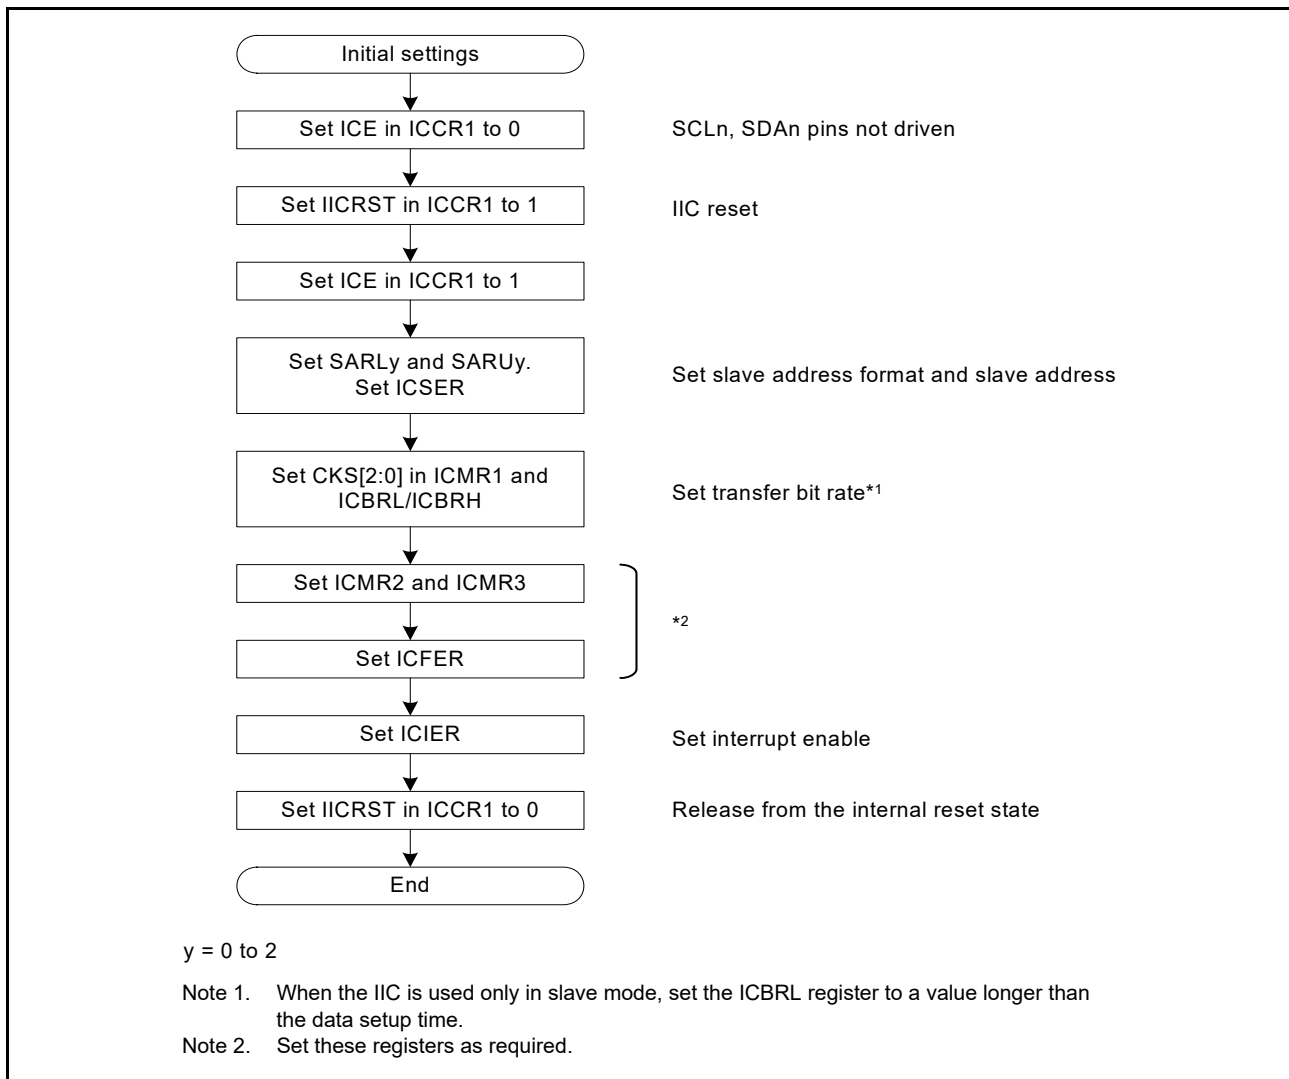 Initial settings
Set ICE in ICCR1 to 0
SCLn, SDAn pins not driven
Set IICRST in ICCR1 to 1
IIC reset
Set ICE in ICCR1 to 1
Set SARLy and SARUy.
Set ICSER
Set slave address format and slave address
Set CKS[2:0] in ICMR1 and
ICBRL/ICBRH
Set transfer bit rate*1
Set ICMR2 and ICMR3
*2
Set ICFER
Set ICIER
Set interrupt enable
Set IICRST in ICCR1 to 0
Release from the internal reset state
End
y = 0 to 2
Note 1. When the IIC is used only in slave mode, set the ICBRL register to a value longer than
the data setup time.
Note 2. Set these registers as required.